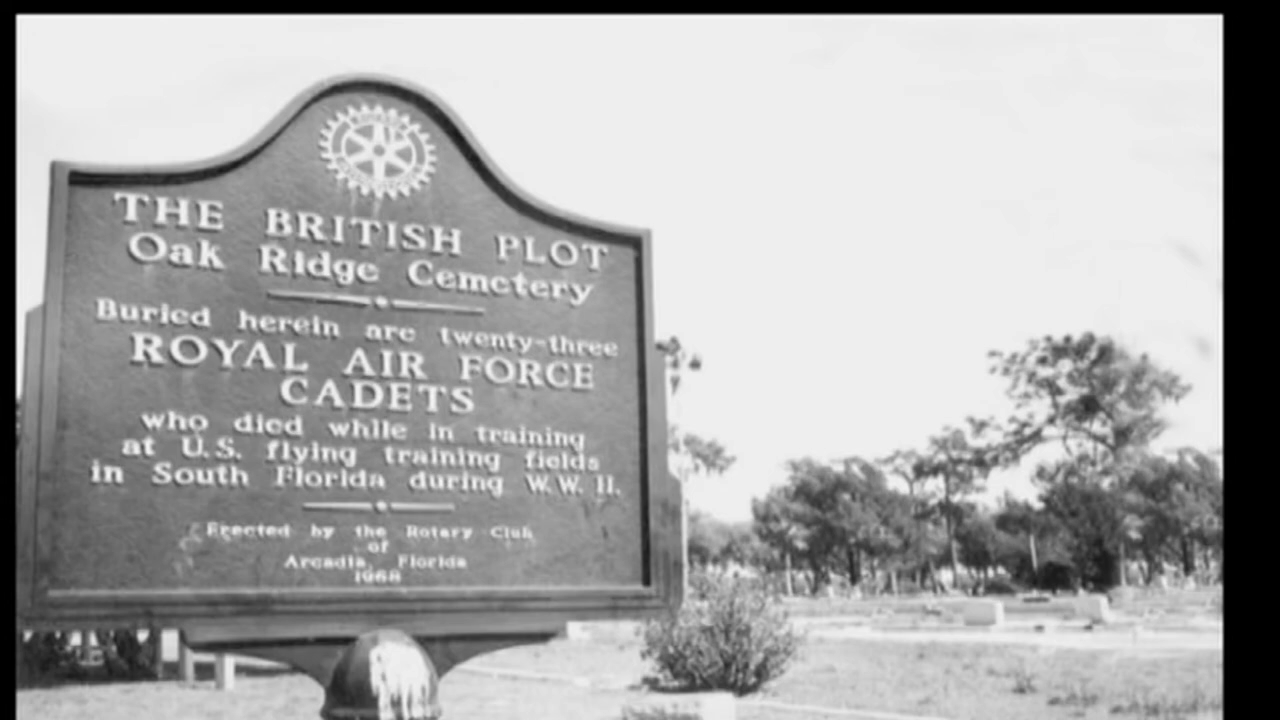 THE BRITISH PLOT
Oak Ridge Cemetery
Buried herein are twenty-three
ROYAL AIR FORCE
CADETS
who died while in training
at U.S. flying training fields
in South Florida during W.W. II.
Erected by the Rotary Club
of
Arcadia, Florida
1968